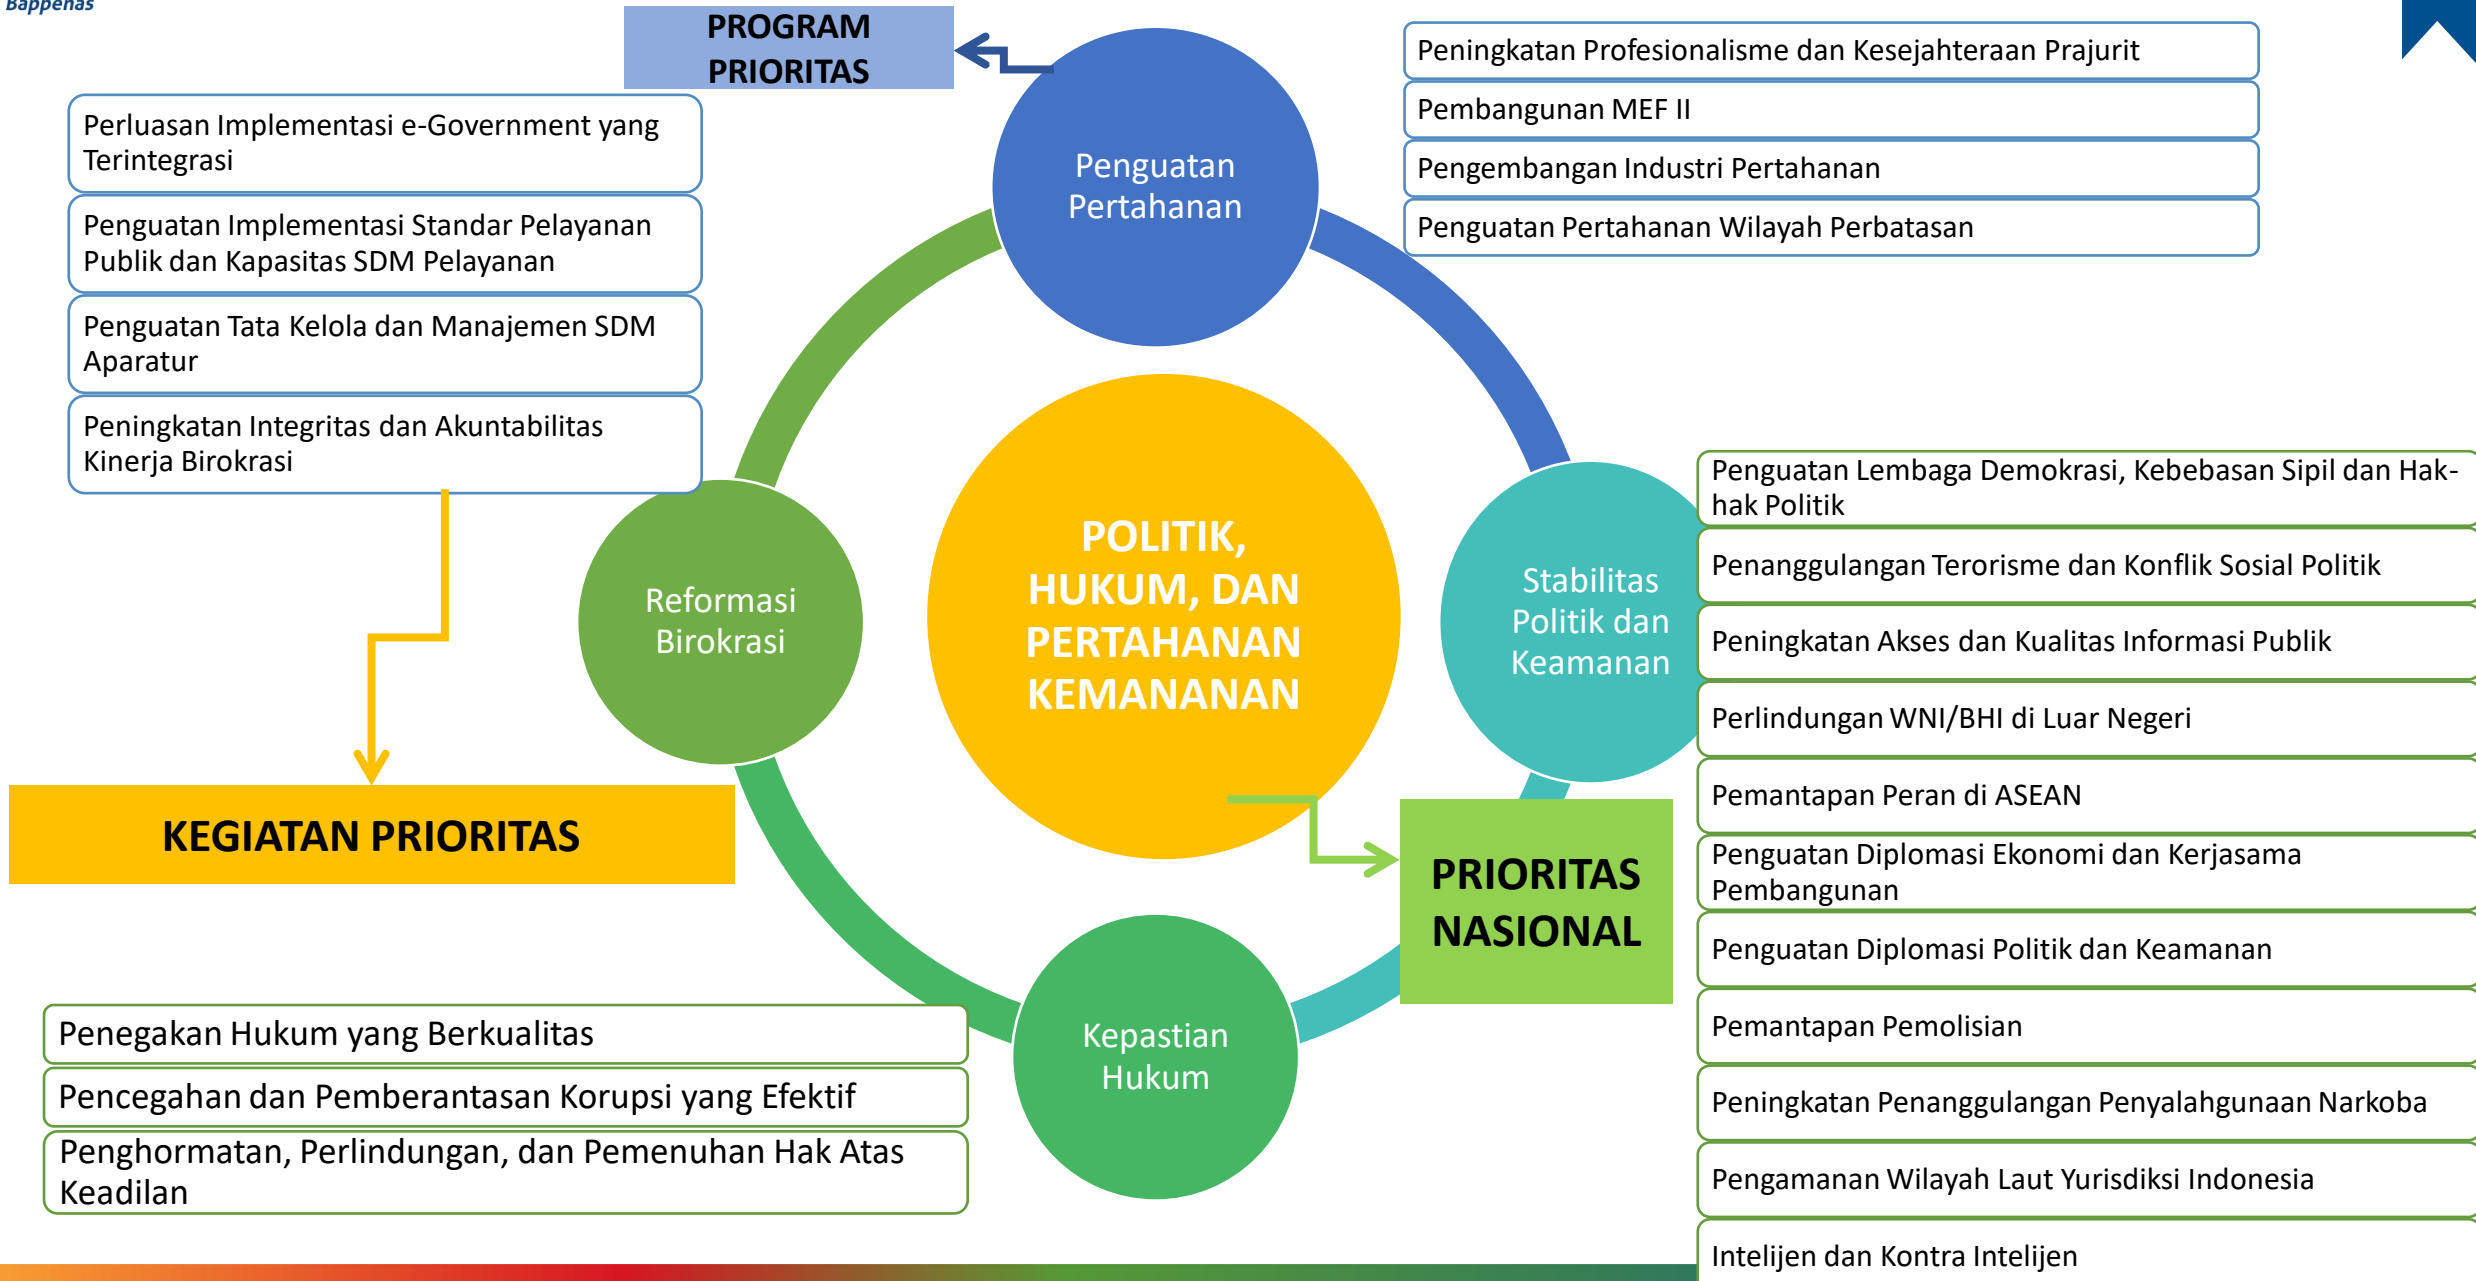 Bappenas
PROGRAM
PRIORITAS
Perluasan Implementasi e-Government yang
Terintegrasi
Penguatan Implementasi Standar Pelayanan
Publik dan Kapasitas SDM Pelayanan
Penguatan Tata Kelola dan Manajemen SDM
Aparatur
Peningkatan Integritas dan Akuntabilitas
Kinerja Birokrasi
Penguatan
Pertahanan
Peningkatan Profesionalisme dan Kesejahteraan Prajurit
Pembangunan MEF II
Pengembangan Industri Pertahanan
Penguatan Pertahanan Wilayah Perbatasan
Reformasi
Birokrasi
POLITIK,
HUKUM, DAN
PERTAHANAN
KEMANANAN
Stabilitas
Politik dan
Keamanan
Penguatan Lembaga Demokrasi, Kebebasan Sipil dan Hak-
hak Politik
Penanggulangan Terorisme dan Konflik Sosial Politik
Peningkatan Akses dan Kualitas Informasi Publik
Perlindungan WNI/BHI di Luar Negeri
Pemantapan Peran di ASEAN
Penguatan Diplomasi Ekonomi dan Kerjasama
Pembangunan
Penguatan Diplomasi Politik dan Keamanan
Pemantapan Pemolisian
Peningkatan Penanggulangan Penyalahgunaan Narkoba
Pengamanan Wilayah Laut Yurisdiksi Indonesia
Intelijen dan Kontra Intelijen
KEGIATAN PRIORITAS
PRIORITAS
NASIONAL
Kepastian
Hukum
Penegakan Hukum yang Berkualitas
Pencegahan dan Pemberantasan Korupsi yang Efektif
Penghormatan, Perlindungan, dan Pemenuhan Hak Atas
Keadilan